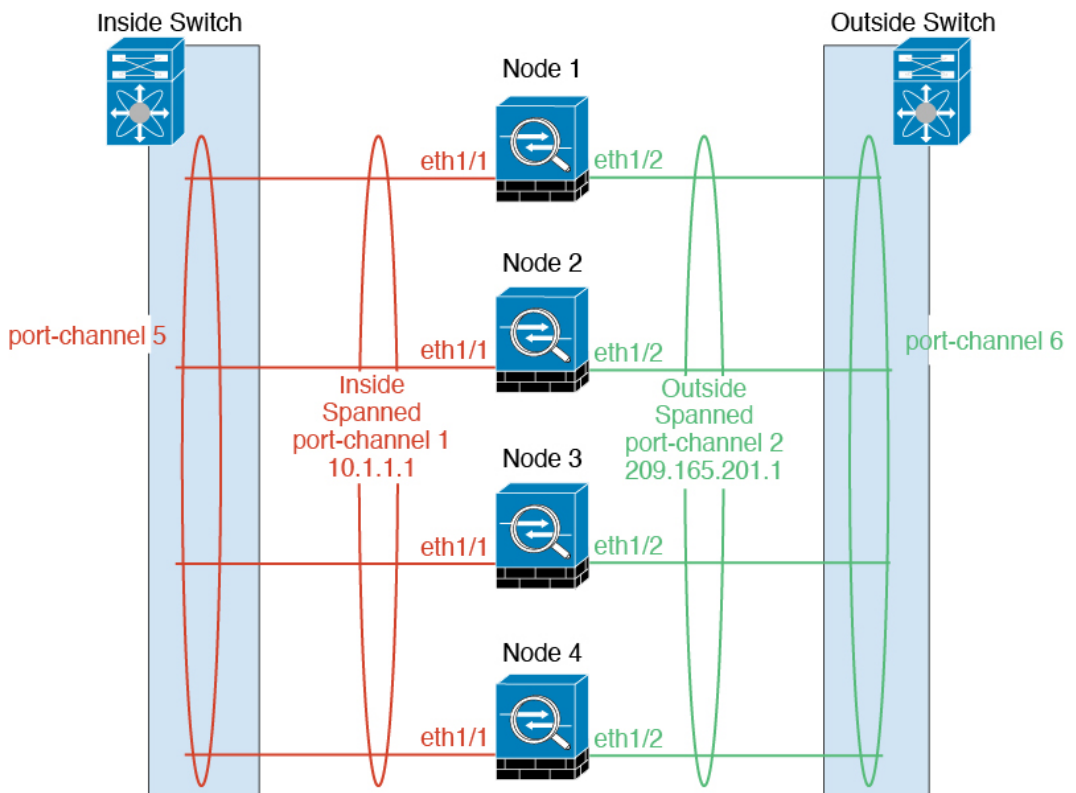 Inside Switch
Outside Switch
Node 1
eth1/1
eth1/2
Node 2
port-channel 5
eth1/1
eth1/2
port-channel 6
Inside
Spanned
port-channel 1
10.1.1.1
Outside
Spanned
port-channel 2
209.165.201.1
Node 3
eth1/1
eth1/2
Node 4
eth1/1
eth1/2